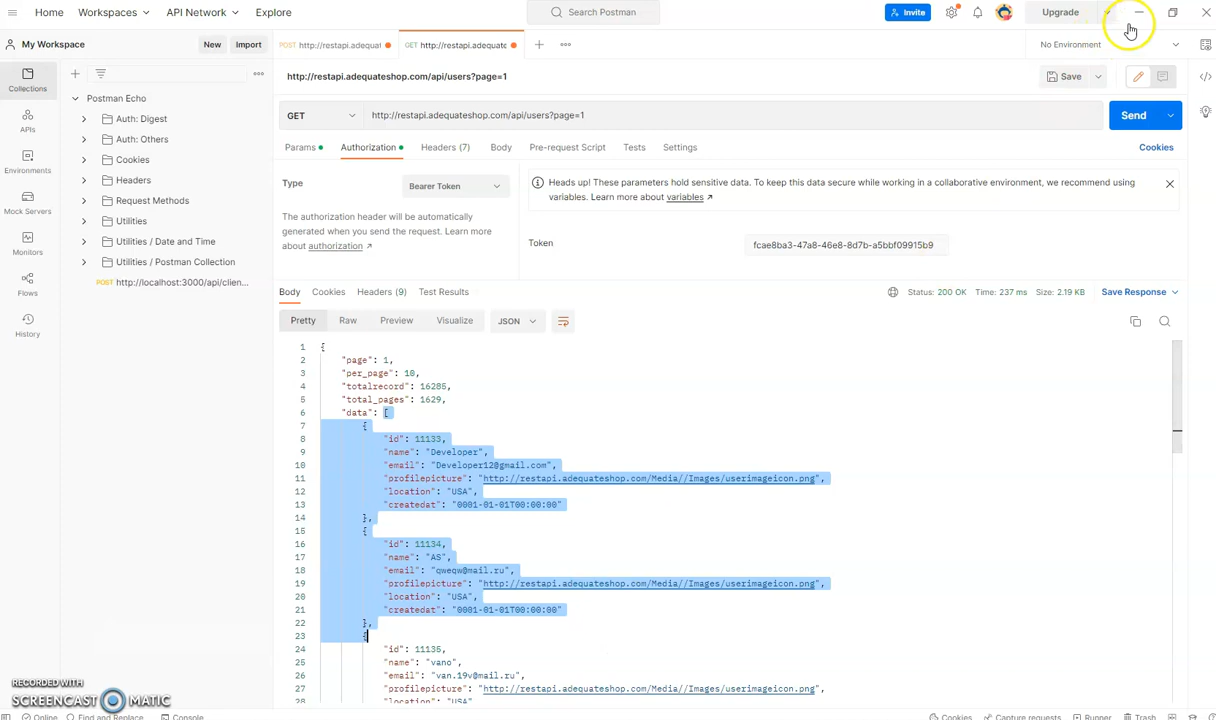 Home Workspaces API Network Explore Search Postman Invite Upgrade
My Workspace New Import POST http://restapi.adequat GET http://restapi.adequate No Environment
Collections
APIs
Environments
Mock Servers
Monitors
Flows
History
Postman Echo
Auth: Digest
Auth: Others
Cookies
Headers
Request Methods
Utilities
Utilities / Date and Time
Utilities / Postman Collection
POST http://localhost:3000/api/clien...
http://restapi.adequateshop.com/api/users?page=1 Save
GET http://restapi.adequateshop.com/api/users?page=1 Send
Params Authorization Headers (7) Body Pre-request Script Tests Settings Cookies
Type Bearer Token
The authorization header will be automatically
generated when you send the request. Learn more
about authorization ↗
Heads up! These parameters hold sensitive data. To keep this data secure while working in a collaborative environment, we recommend using
variables. Learn more about variables ↗
Token fcae8ba3-47a8-46e8-8d7b-a5bbf09915b9
Body Cookies Headers (9) Test Results Status: 200 OK Time: 237 ms Size: 2.19 KB Save Response
Pretty Raw Preview Visualize JSON
1 {
2 "page": 1,
3 "per_page": 10,
4 "totalrecord": 16285,
5 "total_pages": 1629,
6 "data": [
7 {
8 "id": 11133,
9 "name": "Developer",
10 "email": "Developer12@gmail.com",
11 "profilepicture": "http://restapi.adequateshop.com/Media//Images/userimageicon.png",
12 "location": "USA",
13 "createdat": "0001-01-01T00:00:00"
14 },
15 {
16 "id": 11134,
17 "name": "AS",
18 "email": "qweqw@mail.ru",
19 "profilepicture": "http://restapi.adequateshop.com/Media//Images/userimageicon.png",
20 "location": "USA",
21 "createdat": "0001-01-01T00:00:00"
22 },
23 {
24 "id": 11135,
25 "name": "vano",
26 "email": "van.19v@mail.ru",
27 "profilepicture": "http://restapi.adequateshop.com/Media//Images/userimageicon.png",
28 "location": "USA",
RECORDED WITH
SCREENCAST MATIC
Online Find and Replace Console Cookies Capture requests Runner Trash